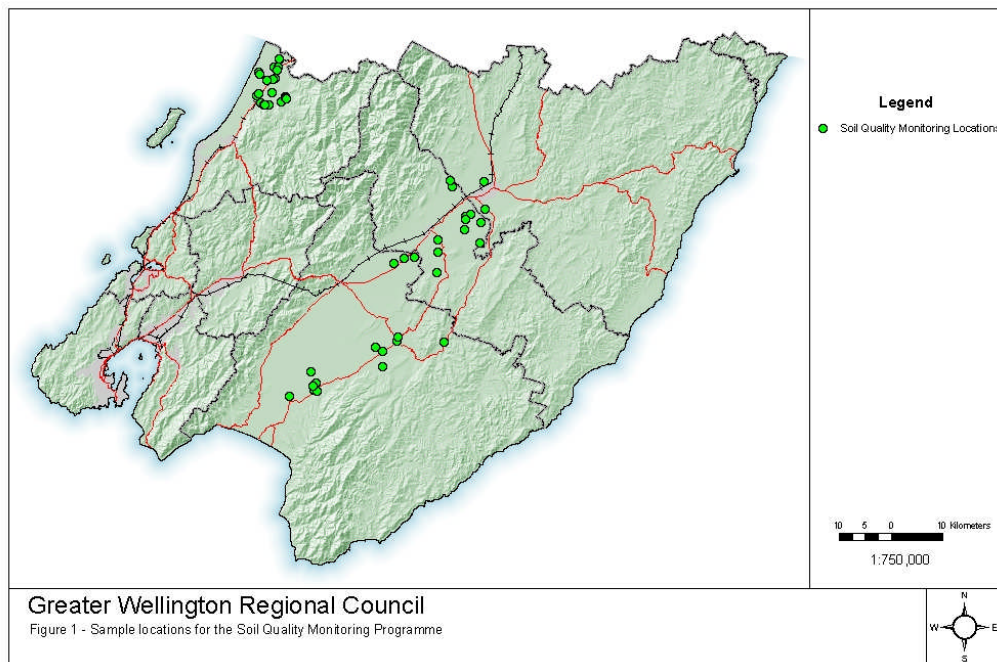 Legend
Soil Quality Monitoring Locations
10 5 0 10 Kilometers
1:750,000
Greater Wellington Regional Council
Figure 1 - Sample locations for the Soil Quality Monitoring Programme
N
W E
S